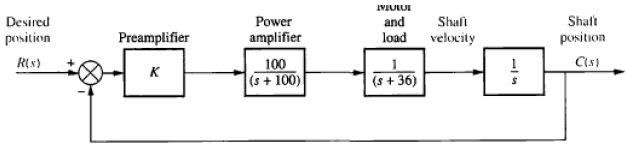 Desired position
R(s)
+
−
Preamplifier
K
Power amplifier
100
(s + 100)
Motor and load
1
(s + 36)
Shaft velocity
1
s
Shaft position
C(s)